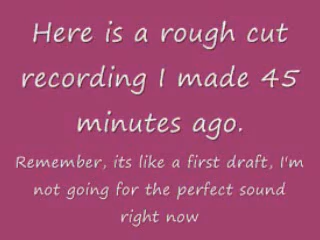 Here is a rough cut
recording I made 45
minutes ago.
Remember, its like a first draft, I'm
not going for the perfect sound
right now